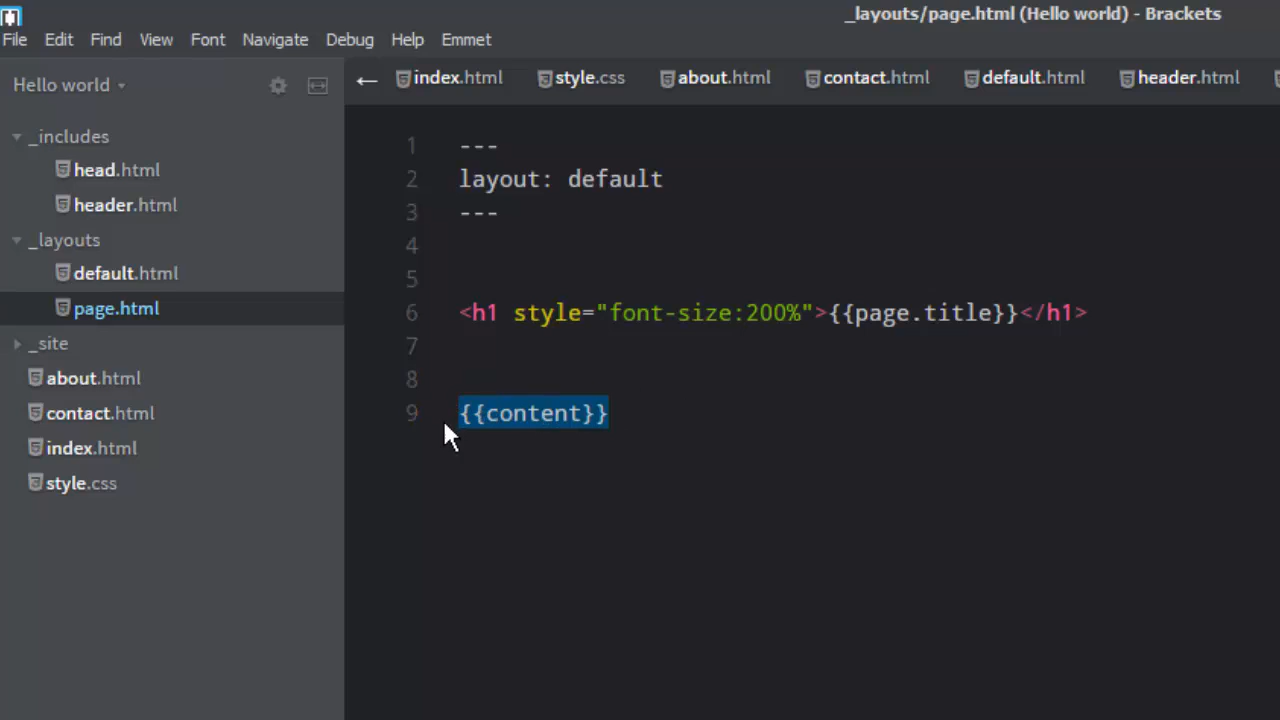 _layouts/page.html (Hello world) - Brackets
File Edit Find View Font Navigate Debug Help Emmet
Hello world
index.html style.css about.html contact.html default.html header.html
_includes
head.html
header.html
_layouts
default.html
page.html
_site
about.html
contact.html
index.html
style.css
1 ---
2 layout: default
3 ---
4
5
6 <h1 style="font-size:200%">{{page.title}}</h1>
7
8
9 {{content}}